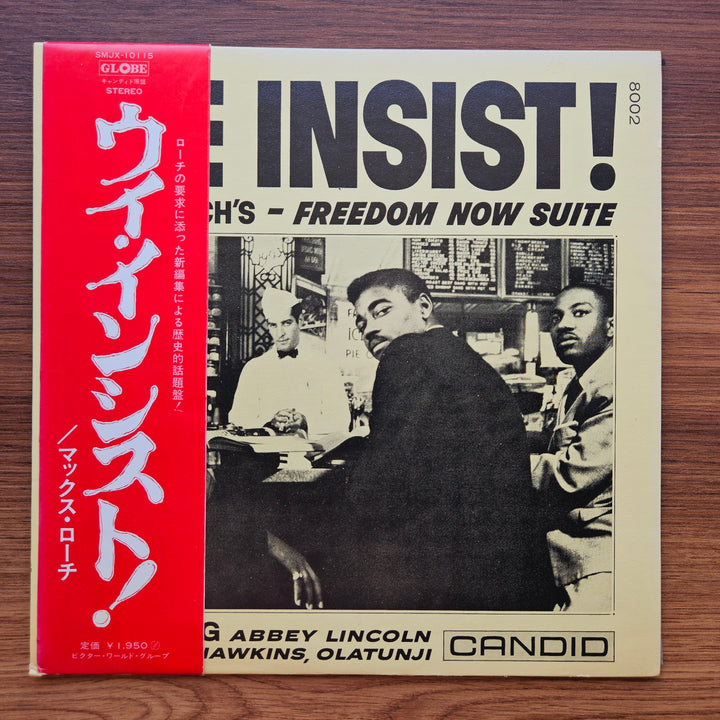 SMJX-10115
GLOBE
キャンディド原盤
STEREO
ウイ・インシスト!
ローチの要求に添った新編集による歴史的話題盤!
/マックス・ローチ
定価 ¥1,950
ビクター・ワールド・グループ
E INSIST!
8002
CH'S – FREEDOM NOW SUITE
G ABBEY LINCOLN
HAWKINS, OLATUNJI
CANDID